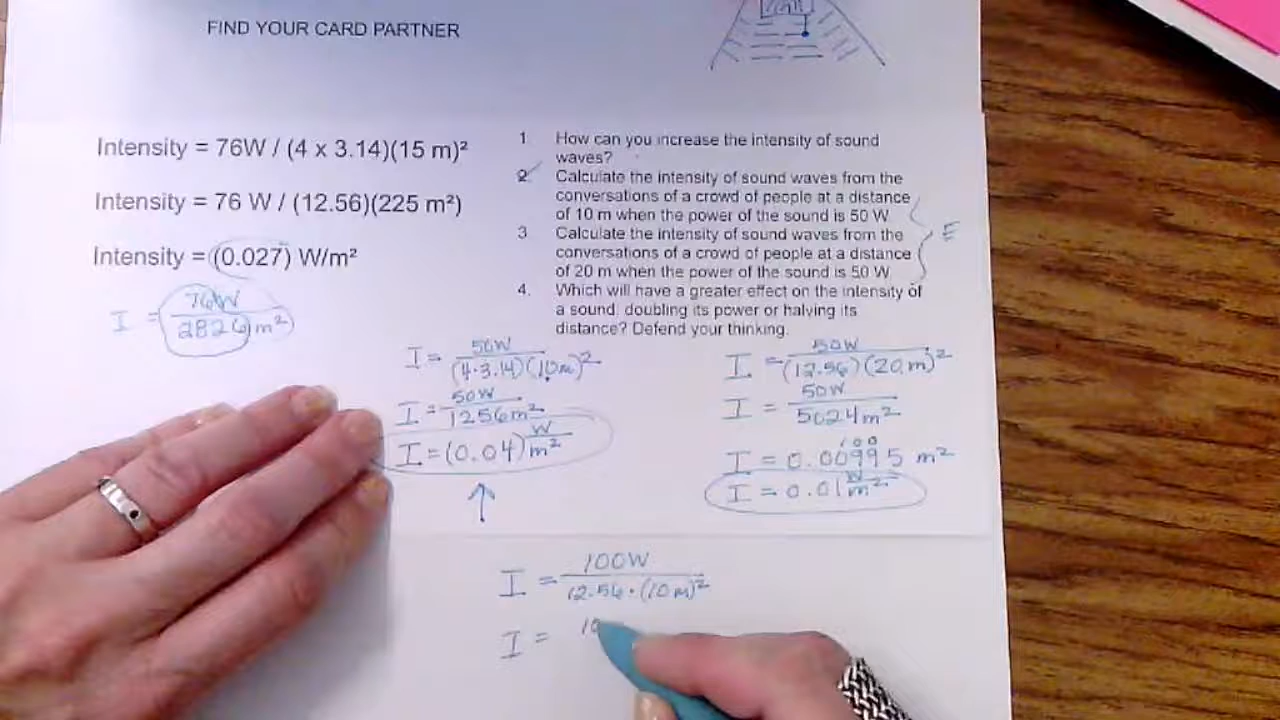 FIND YOUR CARD PARTNER
Intensity = 76W / (4 x 3.14)(15 m)²
Intensity = 76 W / (12.56)(225 m²)
Intensity = (0.027) W/m²
I = 76W
2826 m²
1 How can you increase the intensity of sound
waves?
2 Calculate the intensity of sound waves from the
conversations of a crowd of people at a distance
of 10 m when the power of the sound is 50 W.
3. Calculate the intensity of sound waves from the
conversations of a crowd of people at a distance
of 20 m when the power of the sound is 50 W.
4. Which will have a greater effect on the intensity of
a sound, doubling its power or halving its
distance? Defend your thinking.
E
I = 50W
(4·3.14)(10m)²
I = 50W
1256m²
I = (0.04) W
m²
I = 50W
(12.56)(20m)²
I = 50W
5024m²
100
I = 0.00995 m²
I = 0.01 W
m²
I = 100W
12.56·(10m)²
I = 10